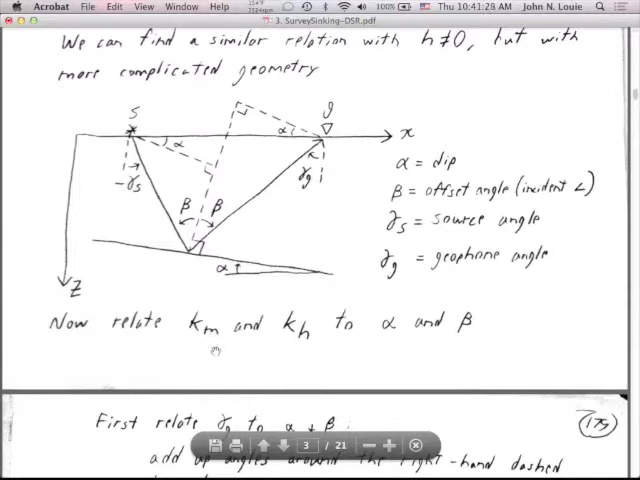 Acrobat File Edit View Window Help
100%
Fri 10:41:28 AM John N. Louie
3. SurveySinking-DSR.pdf
We can find a similar relation with h≠0, but with
more complicated geometry
S
g
x
α
α
-γs
γg
β β
α
Z
α = dip
β = offset angle (incident ∠)
γs = source angle
γg = geophone angle
Now relate km and kh to α and β
First relate γg to α + β:
175
3 / 21
add up angles around the right-hand dashed